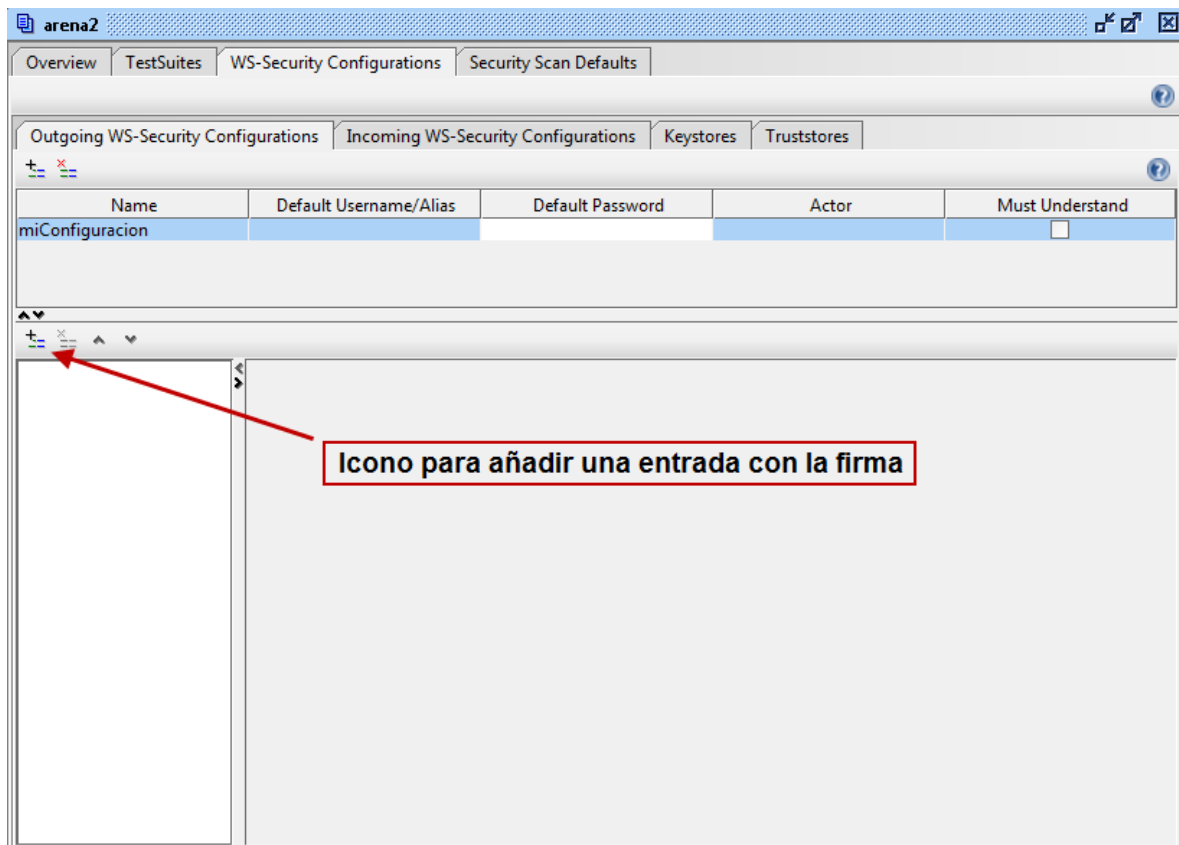 arena2
Overview TestSuites WS-Security Configurations Security Scan Defaults
Outgoing WS-Security Configurations Incoming WS-Security Configurations Keystores Truststores
Name Default Username/Alias Default Password Actor Must Understand
miConfiguracion
Icono para añadir una entrada con la firma